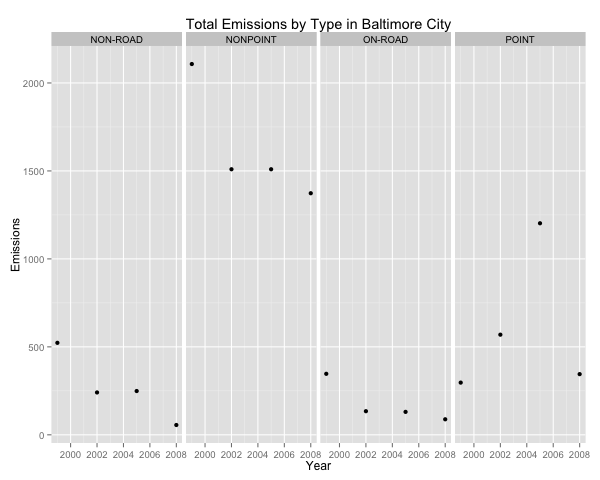 Total Emissions by Type in Baltimore City
NON-ROAD NONPOINT ON-ROAD POINT
2000
1500
1000
500
0
Emissions
2000 2002 2004 2006 2008 2000 2002 2004 2006 2008 2000 2002 2004 2006 2008 2000 2002 2004 2006 2008
Year